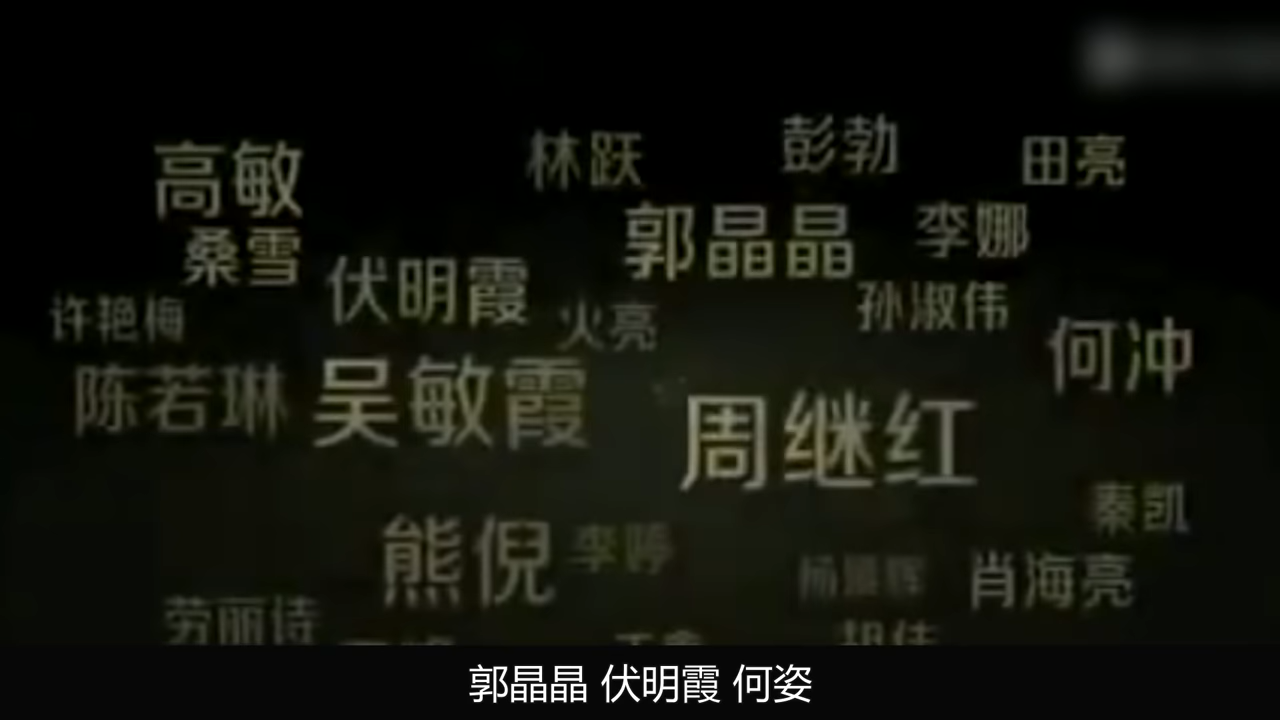 林跃 彭勃 田亮
高敏
郭晶晶 李娜
桑雪
伏明霞 孙淑伟
许艳梅 火亮 何冲
陈若琳 吴敏霞
周继红
秦凯
熊倪 李婷
肖海亮
劳丽诗
郭晶晶 伏明霞 何姿